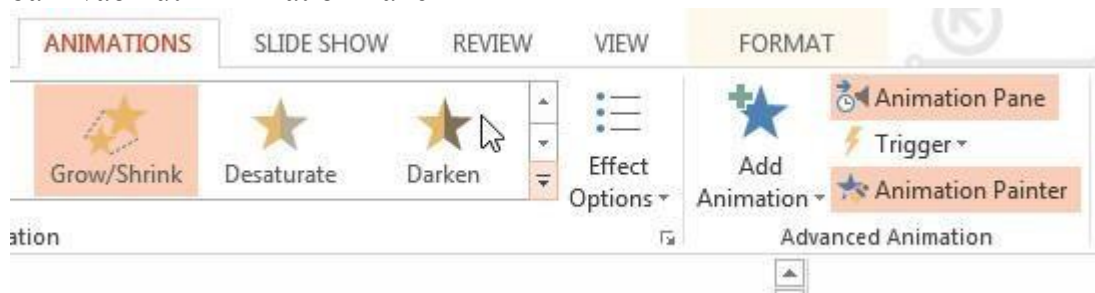 ANIMATIONS SLIDE SHOW REVIEW VIEW FORMAT
Grow/Shrink Desaturate Darken
Effect Options
Add Animation
Animation Pane
Trigger
Animation Painter
ation
Advanced Animation